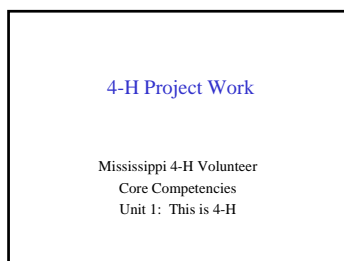 4-H Project Work
Mississippi 4-H Volunteer
Core Competencies
Unit 1: This is 4-H